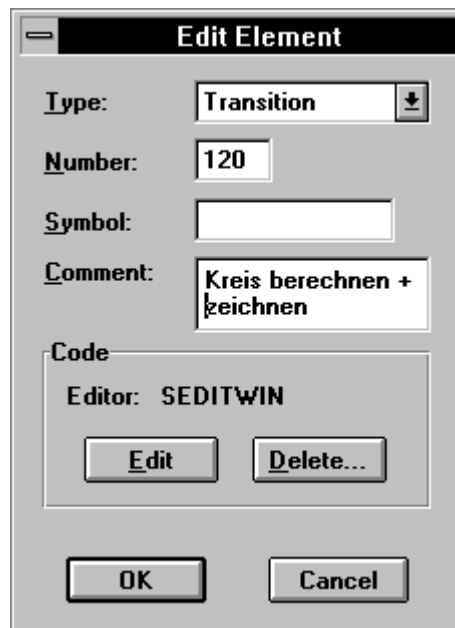 Edit Element
Type: Transition
Number: 120
Symbol:
Comment: Kreis berechnen +
zeichnen
Code
Editor: SEDITWIN
Edit Delete...
OK Cancel